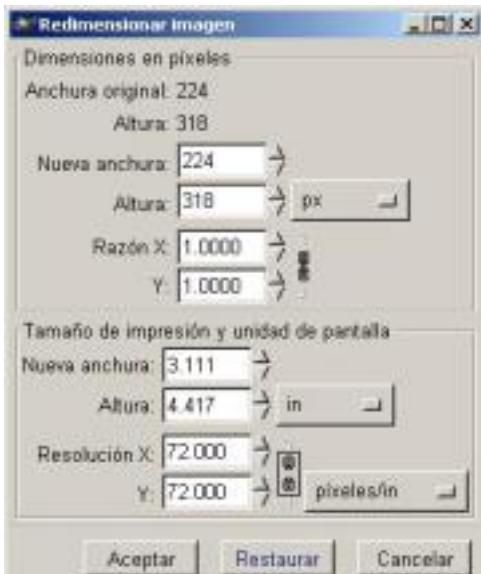 Redimensionar imagen
Dimensiones en píxeles
Anchura original: 224
Altura: 318
Nueva anchura: 224
Altura: 318 px
Razón X: 1.0000
Y: 1.0000
Tamaño de impresión y unidad de pantalla
Nueva anchura: 3.111
Altura: 4.417 in
Resolución X: 72.000
Y: 72.000 píxeles/in
Aceptar Restaurar Cancelar